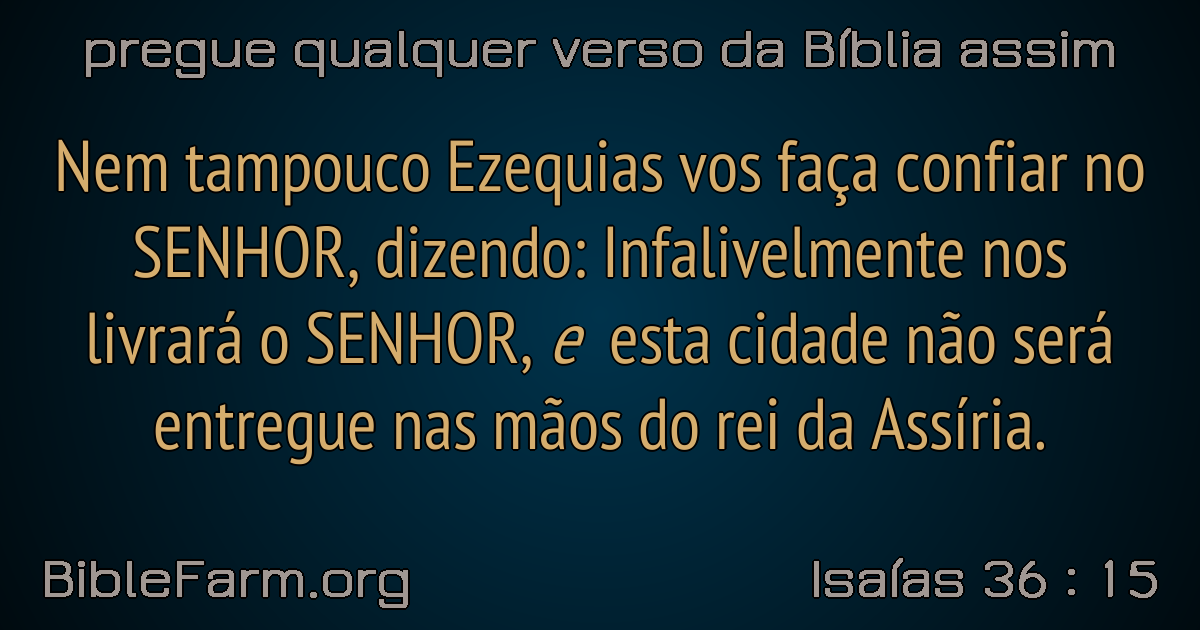 pregue qualquer verso da Bíblia assim
Nem tampouco Ezequias vos faça confiar no
SENHOR, dizendo: Infalivelmente nos
livrará o SENHOR, e esta cidade não será
entregue nas mãos do rei da Assíria.
BibleFarm.org
Isaías 36 : 15